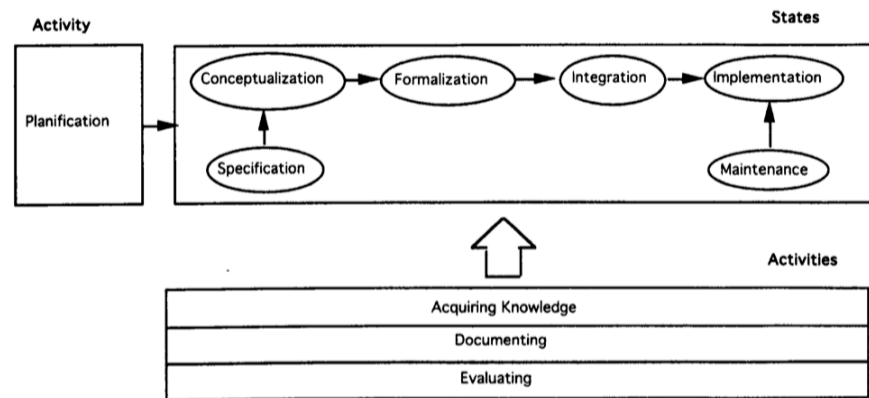 Activity
States
Planification
Conceptualization
Formalization
Integration
Implementation
Specification
Maintenance
Activities
Acquiring Knowledge
Documenting
Evaluating